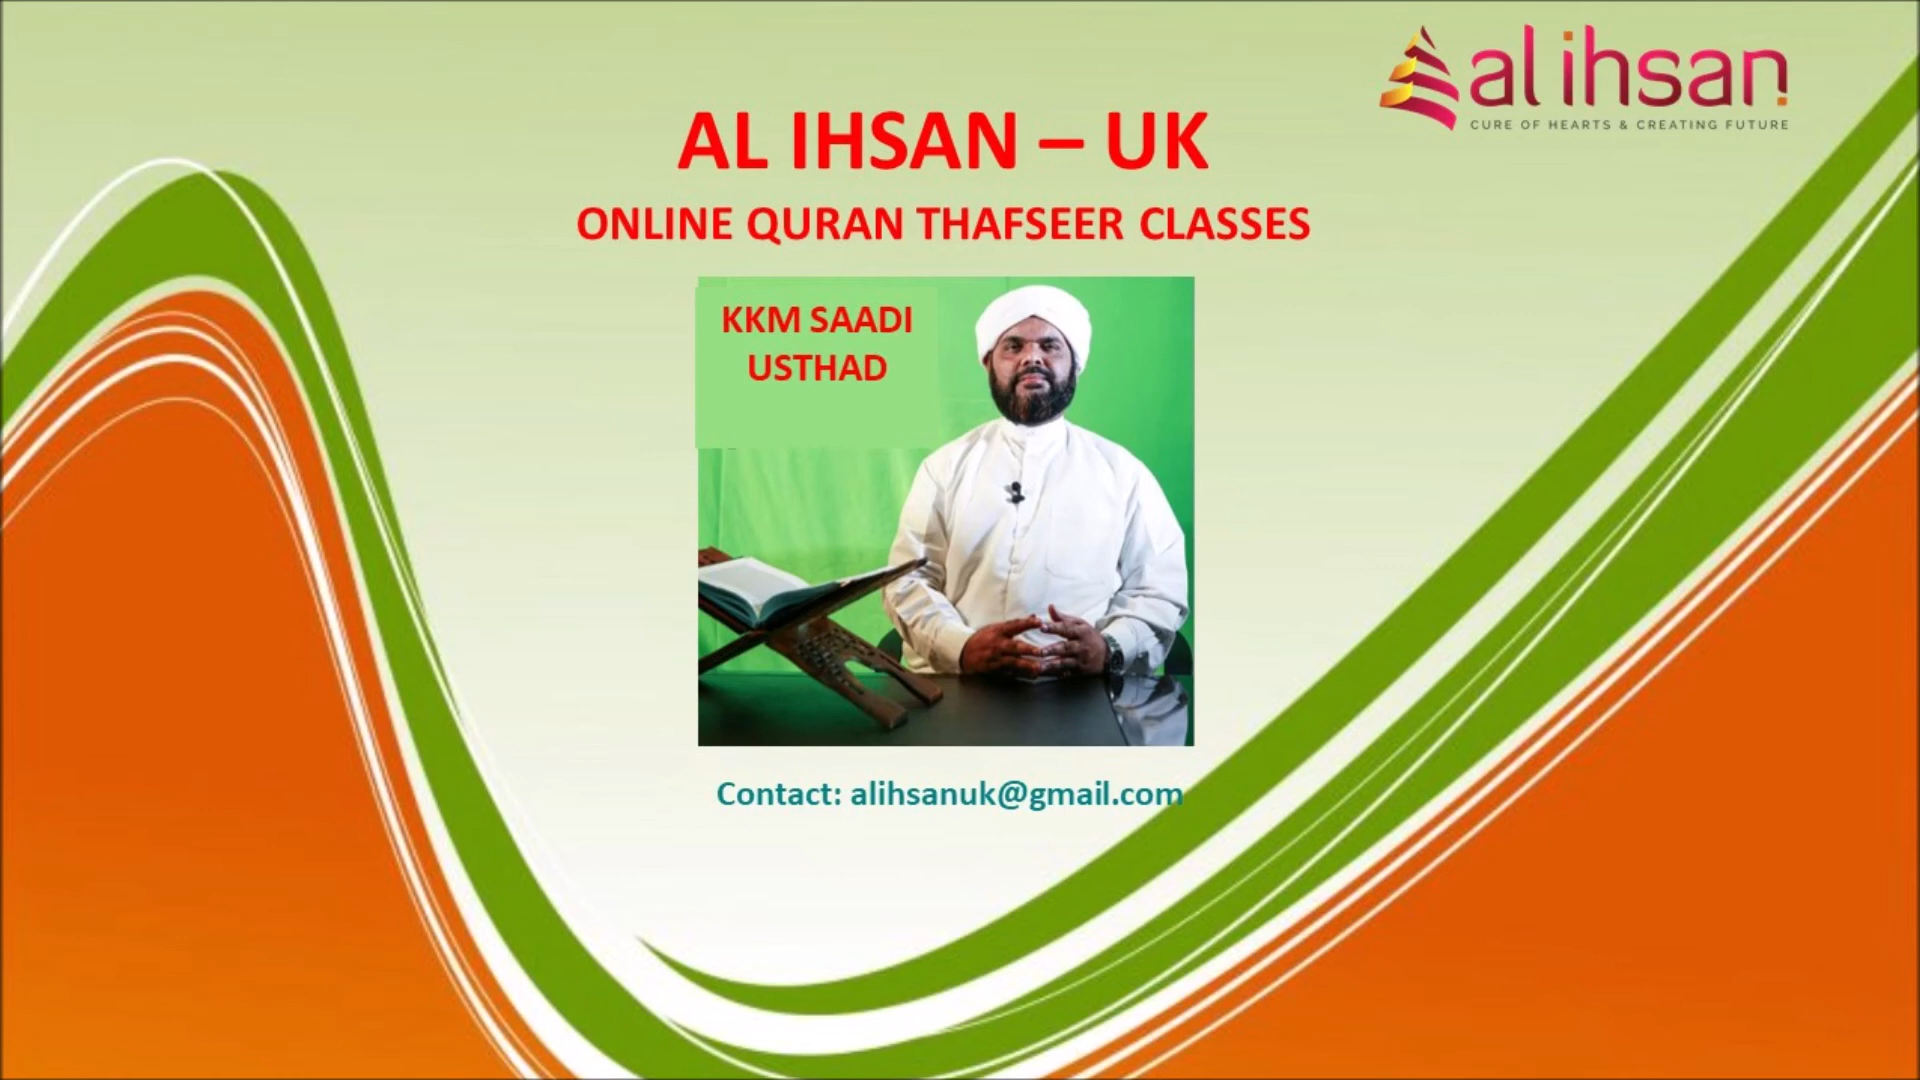 al ihsan
CURE OF HEARTS & CREATING FUTURE
AL IHSAN – UK
ONLINE QURAN THAFSEER CLASSES
KKM SAADI
USTHAD
Contact: alihsanuk@gmail.com